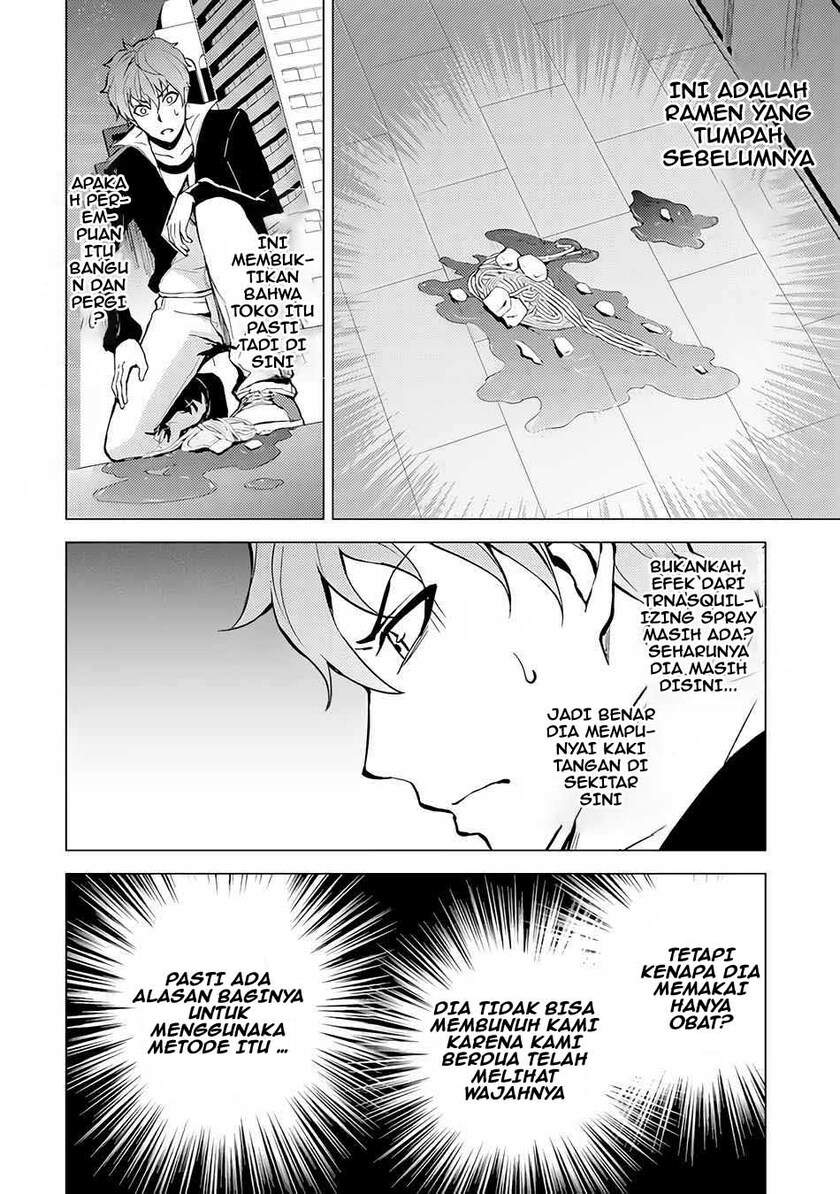 INI ADALAH
RAMEN YANG
TUMPAH
SEBELUMNYA
INI
MEMBUK-
TIKAN
BAHWA
TOKO ITU
PASTI
TADI DI
SINI
APAKA
H PER-
EM-
PUAN
ITU
BANGU
N DAN
PERGI
?
BUKANKAH,
EFEK DARI
TRNASQUIL-
IZING SPRAY
MASIH ADA?
SEHARUNYA
DIA MASIH
DISINI...
JADI BENAR
DIA MEMPU-
NYAI KAKI
TANGAN DI
SEKITAR
SINI
TETAPI
KENAPA DIA
MEMAKAI
HANYA
OBAT?
DIA TIDAK BISA
MEMBUNUH KAMI
KARENA KAMI
BERDUA TELAH
MELIHAT
WAJAHNYA
PASTI ADA
ALASAN BAGINYA
UNTUK
MENGGUNAKA
METODE ITU ...